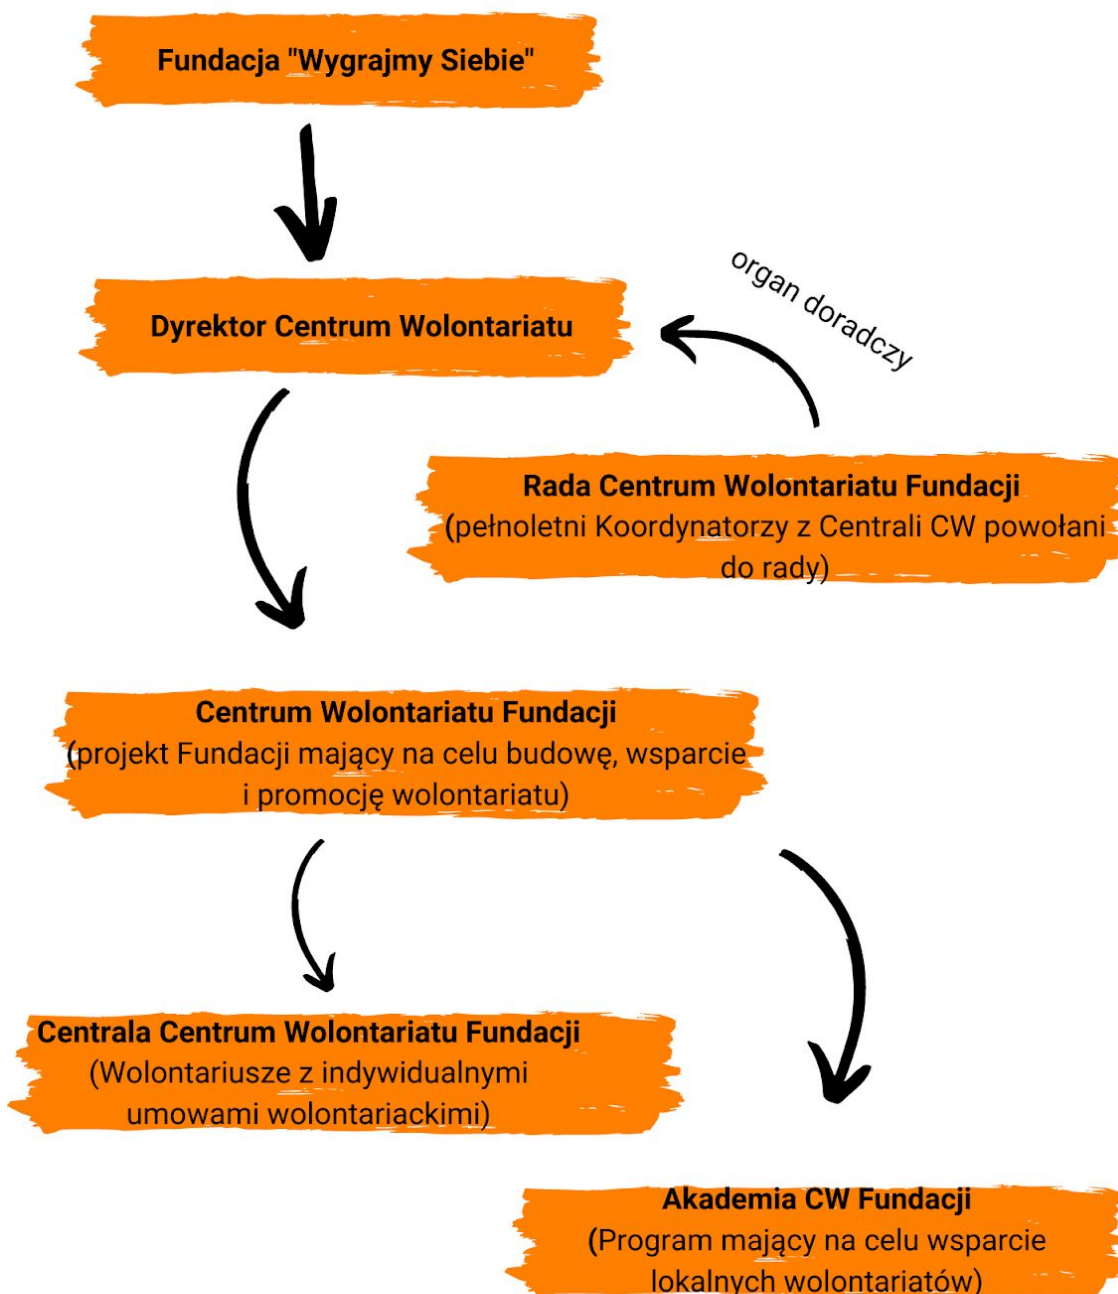 Fundacja "Wygrajmy Siebie"
Dyrektor Centrum Wolontariatu
organ doradczy
Rada Centrum Wolontariatu Fundacji
(pełnoletni Koordynatorzy z Centrali CW powołani
do rady)
Centrum Wolontariatu Fundacji
(projekt Fundacji mający na celu budowę, wsparcie
i promocję wolontariatu)
Centrala Centrum Wolontariatu Fundacji
(Wolontariusze z indywidualnymi
umowami wolontariackimi)
Akademia CW Fundacji
(Program mający na celu wsparcie
lokalnych wolontariatów)